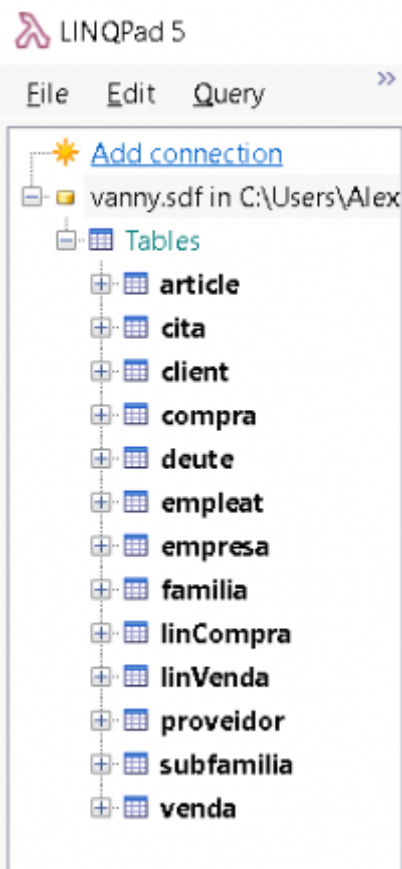 LINQPad 5
File Edit Query »
Add connection
vanny.sdf in C:\Users\Alex
Tables
article
cita
client
compra
deute
empleat
empresa
familia
linCompra
linVenda
proveidor
subfamilia
venda